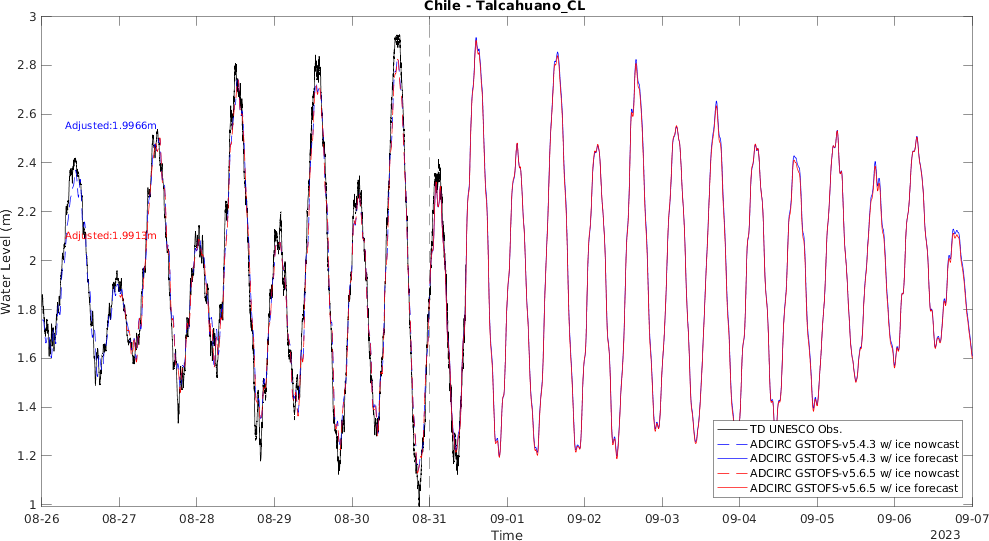 Chile - Talcahuano_CL
3
2.8
2.6
2.4
2.2
2
1.8
1.6
1.4
1.2
1
Water Level (m)
Adjusted:1.9966m
Adjusted:1.9913m
TD UNESCO Obs.
ADCIRC GSTOFS-v5.4.3 w/ ice nowcast
ADCIRC GSTOFS-v5.4.3 w/ ice forecast
ADCIRC GSTOFS-v5.6.5 w/ ice nowcast
ADCIRC GSTOFS-v5.6.5 w/ ice forecast
08-26 08-27 08-28 08-29 08-30 08-31 09-01 09-02 09-03 09-04 09-05 09-06 09-07
Time
2023